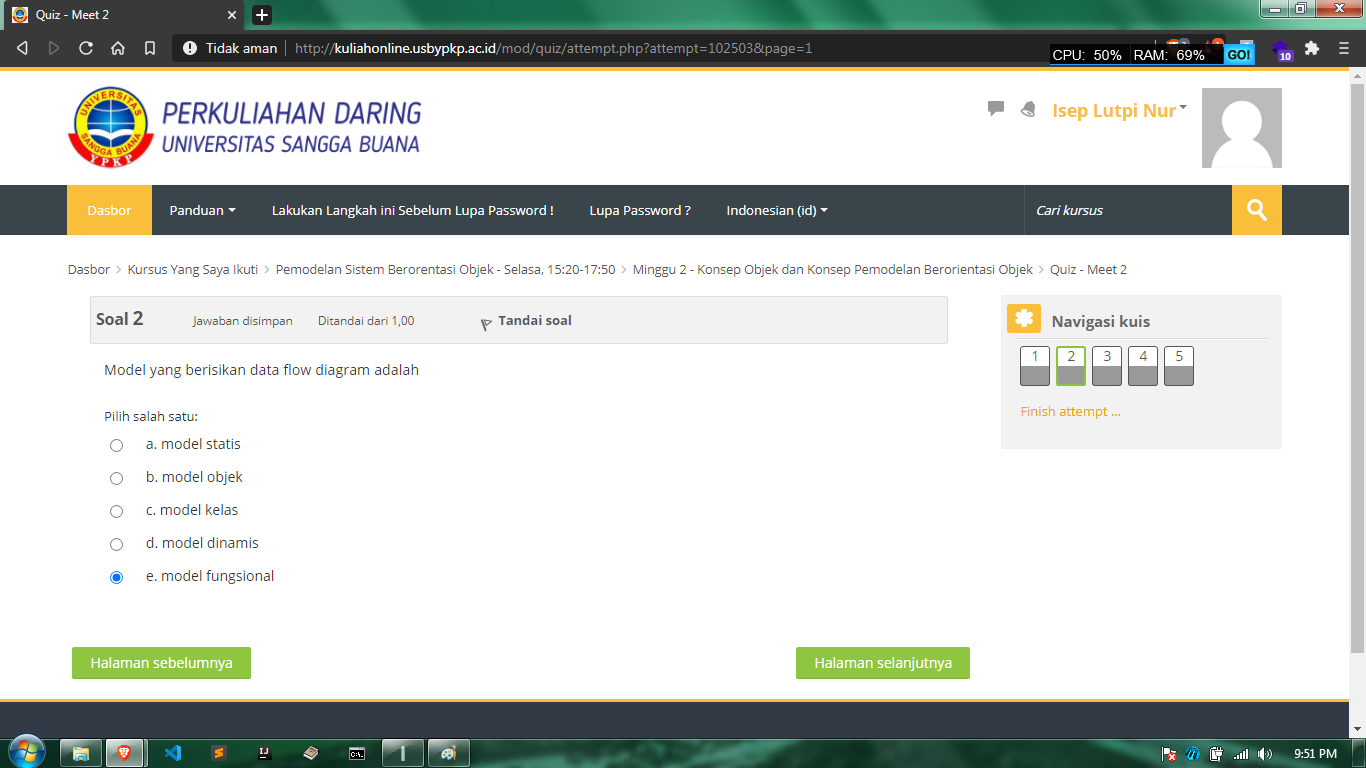 Quiz - Meet 2
Tidak aman
http://kuliahonline.usbypkp.ac.id/mod/quiz/attempt.php?attempt=102503&page=1
CPU: 50% RAM: 69% GO!
10
UNIVERSITAS
SANGGA BUANA
YPKP
PERKULIAHAN DARING
UNIVERSITAS SANGGA BUANA
Isep Lutpi Nur
Dasbor
Panduan
Lakukan Langkah ini Sebelum Lupa Password !
Lupa Password ?
Indonesian (id)
Cari kursus
Dasbor > Kursus Yang Saya Ikuti > Pemodelan Sistem Berorentasi Objek - Selasa, 15:20-17:50 > Minggu 2 - Konsep Objek dan Konsep Pemodelan Berorientasi Objek > Quiz - Meet 2
Soal 2
Jawaban disimpan
Ditandai dari 1,00
Tandai soal
Model yang berisikan data flow diagram adalah
Pilih salah satu:
a. model statis
b. model objek
c. model kelas
d. model dinamis
e. model fungsional
Halaman sebelumnya
Halaman selanjutnya
Navigasi kuis
1 2 3 4 5
Finish attempt ...
IJ
C:\.
9:51 PM